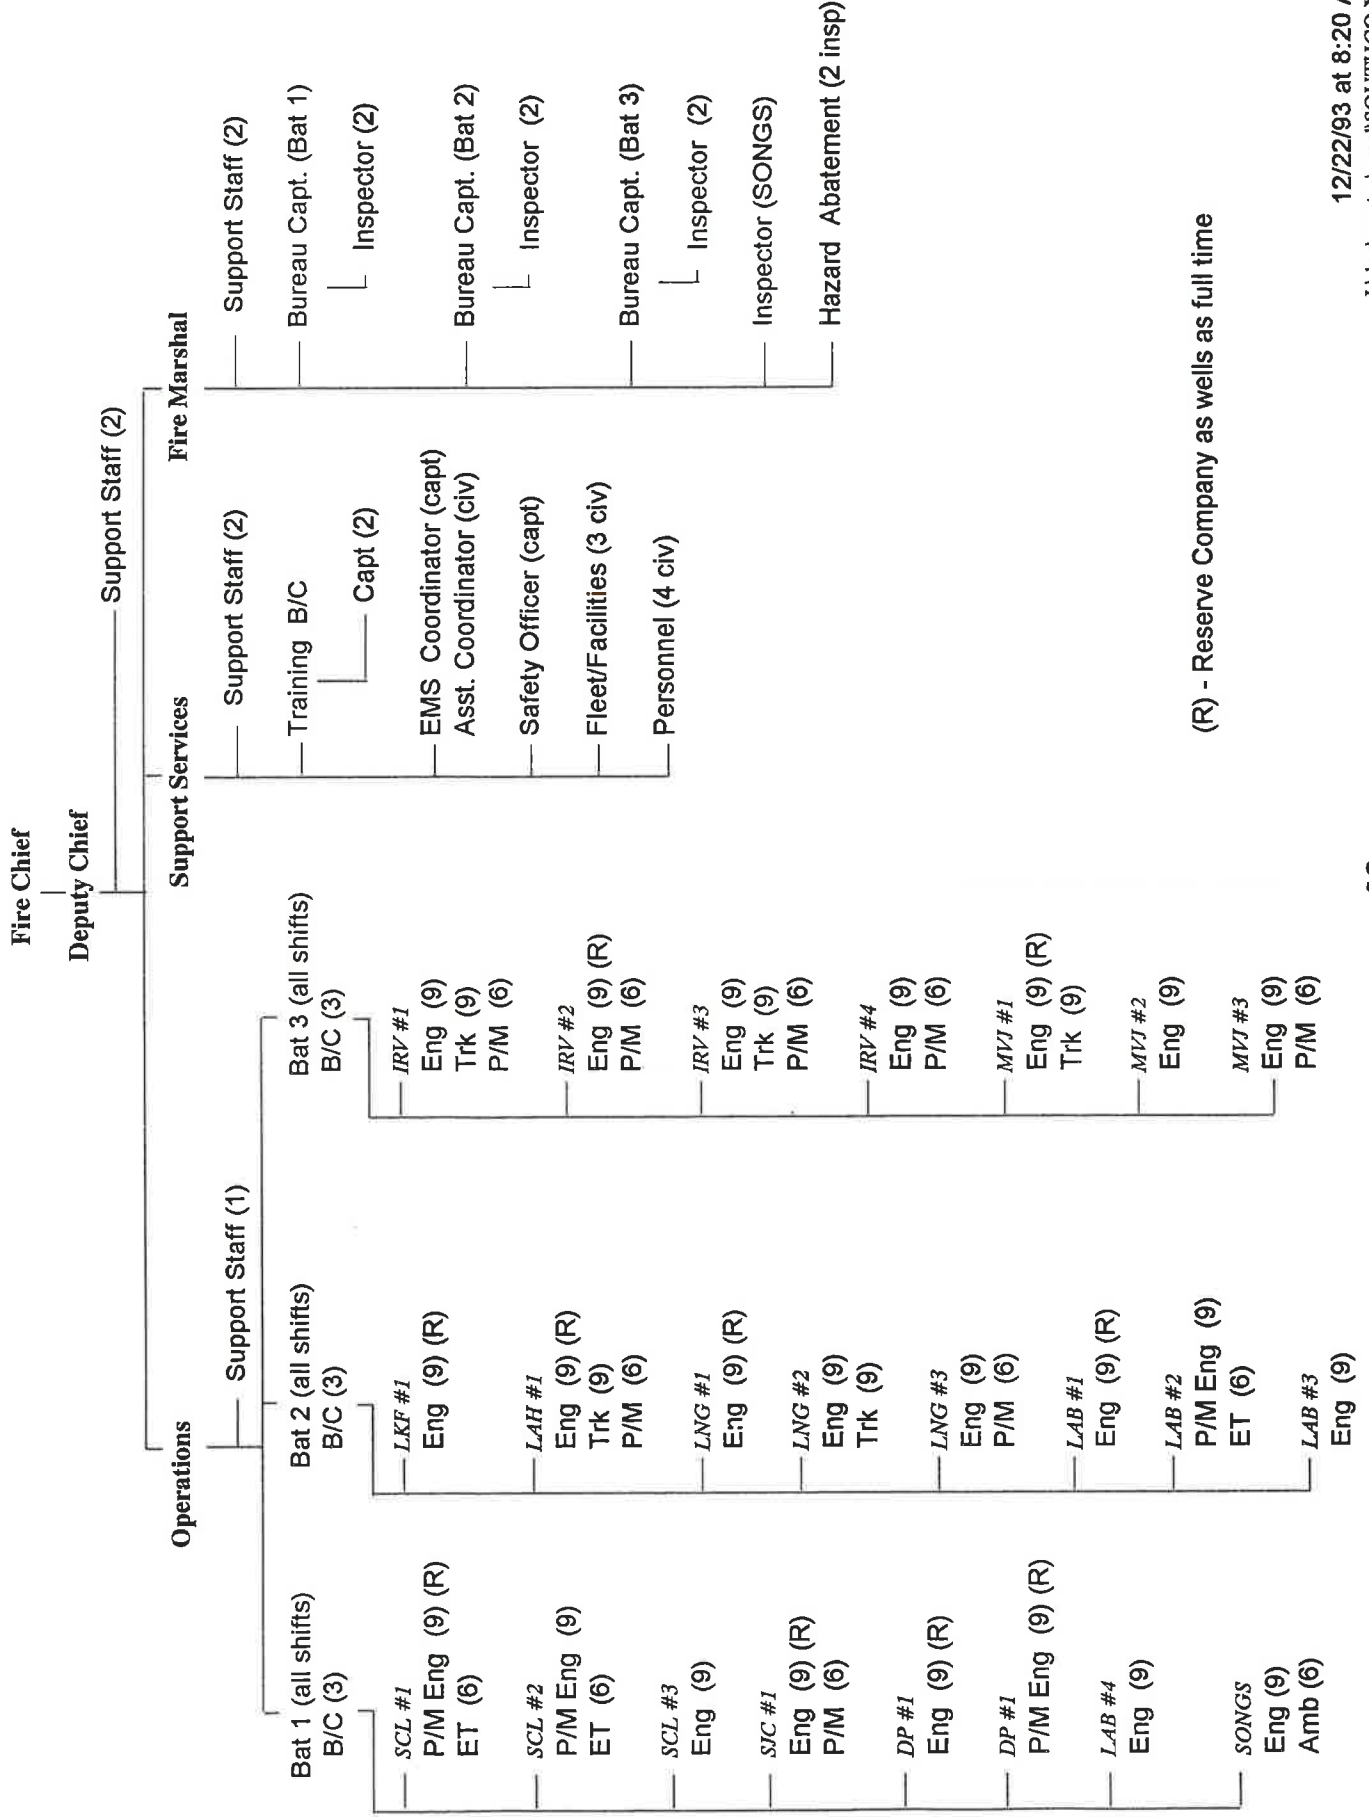 Fire Chief
Deputy Chief
Support Staff (2)
Operations
Support Staff (1)
Bat 1 (all shifts)
B/C (3)
SCL #1
P/M Eng (9) (R)
ET (6)
SCL #2
P/M Eng (9)
ET (6)
SCL #3
Eng (9)
SJC #1
Eng (9) (R)
P/M (6)
DP #1
Eng (9) (R)
DP #1
P/M Eng (9) (R)
LAB #4
Eng (9)
SONGS
Eng (9)
Amb (6)
Bat 2 (all shifts)
B/C (3)
LKF #1
Eng (9) (R)
LAH #1
Eng (9) (R)
Trk (9)
P/M (6)
LNG #1
Eng (9) (R)
LNG #2
Eng (9)
Trk (9)
LNG #3
Eng (9)
P/M (6)
LAB #1
Eng (9) (R)
LAB #2
P/M Eng (9)
ET (6)
LAB #3
Eng (9)
Bat 3 (all shifts)
B/C (3)
IRV #1
Eng (9)
Trk (9)
P/M (6)
IRV #2
Eng (9) (R)
P/M (6)
IRV #3
Eng (9)
Trk (9)
P/M (6)
IRV #4
Eng (9)
P/M (6)
MVJ #1
Eng (9) (R)
Trk (9)
MVJ #2
Eng (9)
MVJ #3
Eng (9)
P/M (6)
Support Services
Support Staff (2)
Training B/C
Capt (2)
EMS Coordinator (capt)
Asst. Coordinator (civ)
Safety Officer (capt)
Fleet/Facilities (3 civ)
Personnel (4 civ)
Fire Marshal
Support Staff (2)
Bureau Capt. (Bat 1)
Inspector (2)
Bureau Capt. (Bat 2)
Inspector (2)
Bureau Capt. (Bat 3)
Inspector (2)
Inspector (SONGS)
Hazard Abatement (2 insp)
(R) - Reserve Company as wells as full time
12/22/93 at 8:20